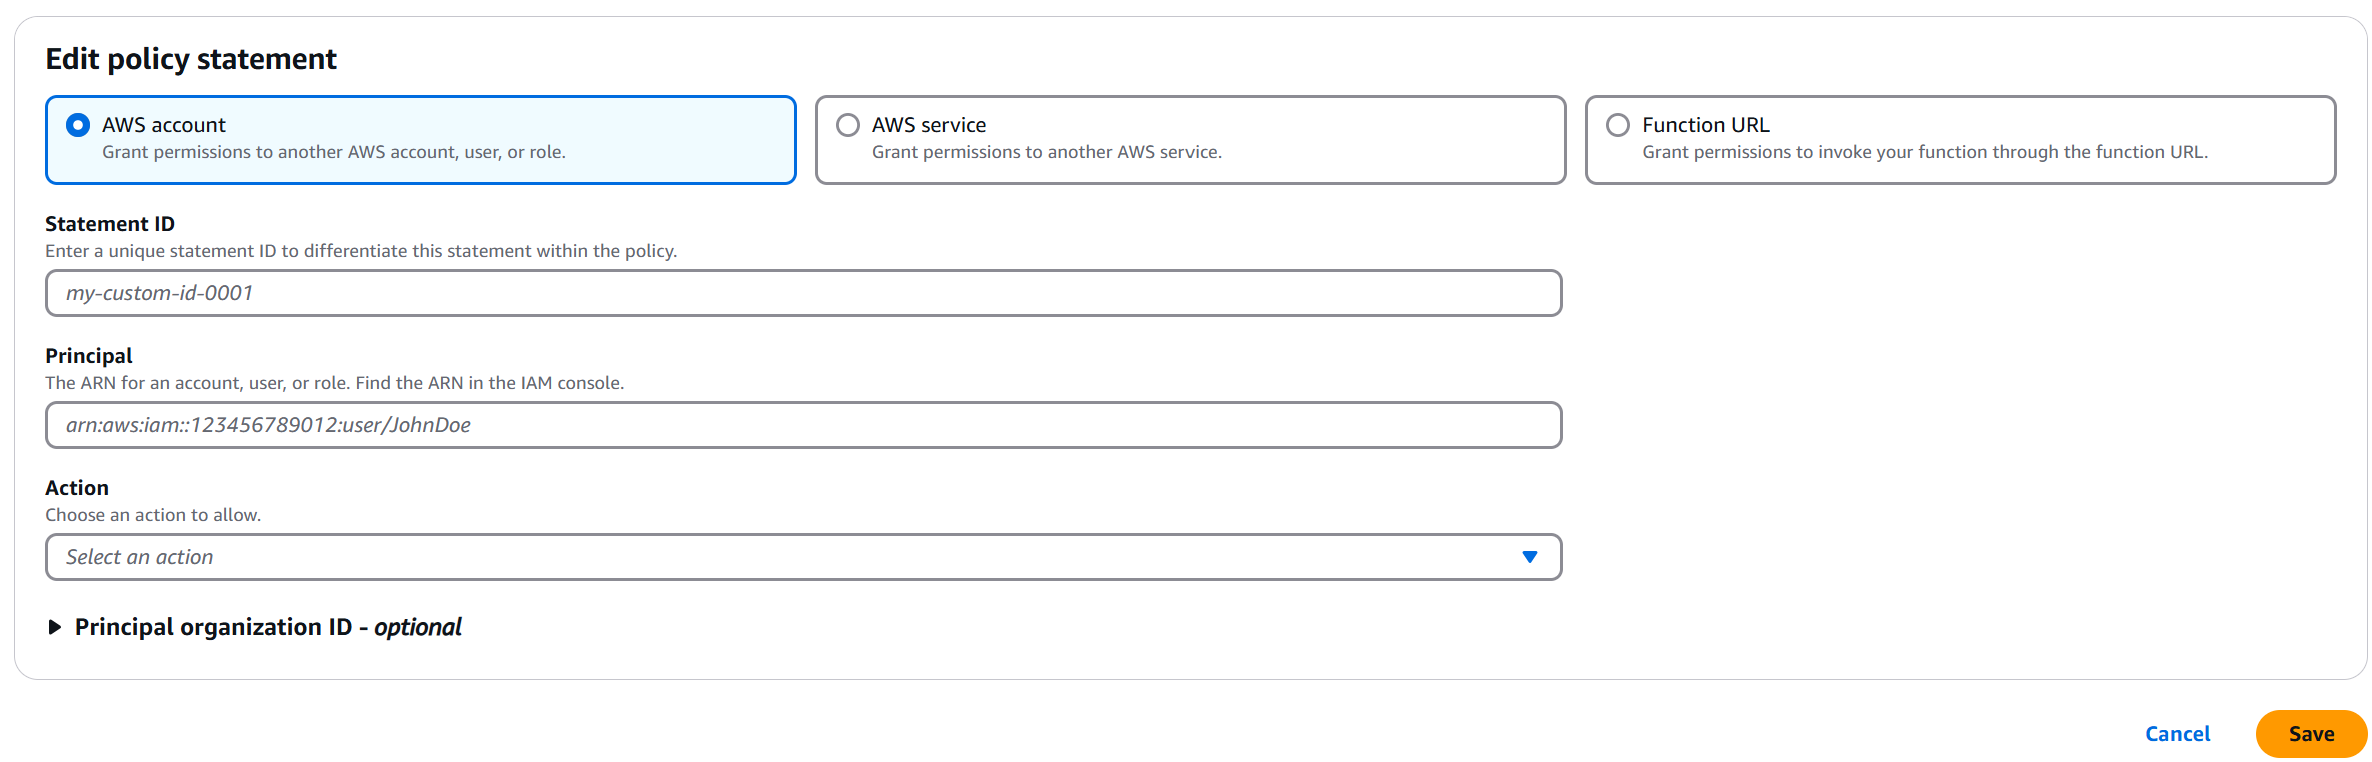 Edit policy statement
AWS account
Grant permissions to another AWS account, user, or role.
AWS service
Grant permissions to another AWS service.
Function URL
Grant permissions to invoke your function through the function URL.
Statement ID
Enter a unique statement ID to differentiate this statement within the policy.
my-custom-id-0001
Principal
The ARN for an account, user, or role. Find the ARN in the IAM console.
arn:aws:iam::123456789012:user/JohnDoe
Action
Choose an action to allow.
Select an action
Principal organization ID - optional
Cancel
Save